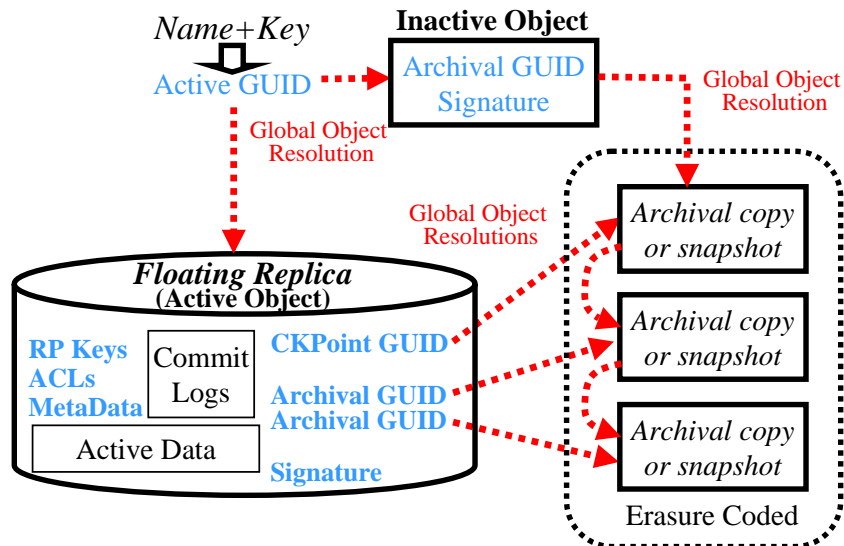 Name+Key
Inactive Object
Active GUID
Archival GUID
Signature
Global Object
Resolution
Global Object
Resolution
Global Object
Resolutions
Archival copy
or snapshot
Floating Replica
(Active Object)
RP Keys
ACLs
MetaData
Commit
Logs
CKPoint GUID
Archival GUID
Archival GUID
Active Data
Signature
Archival copy
or snapshot
Archival copy
or snapshot
Erasure Coded